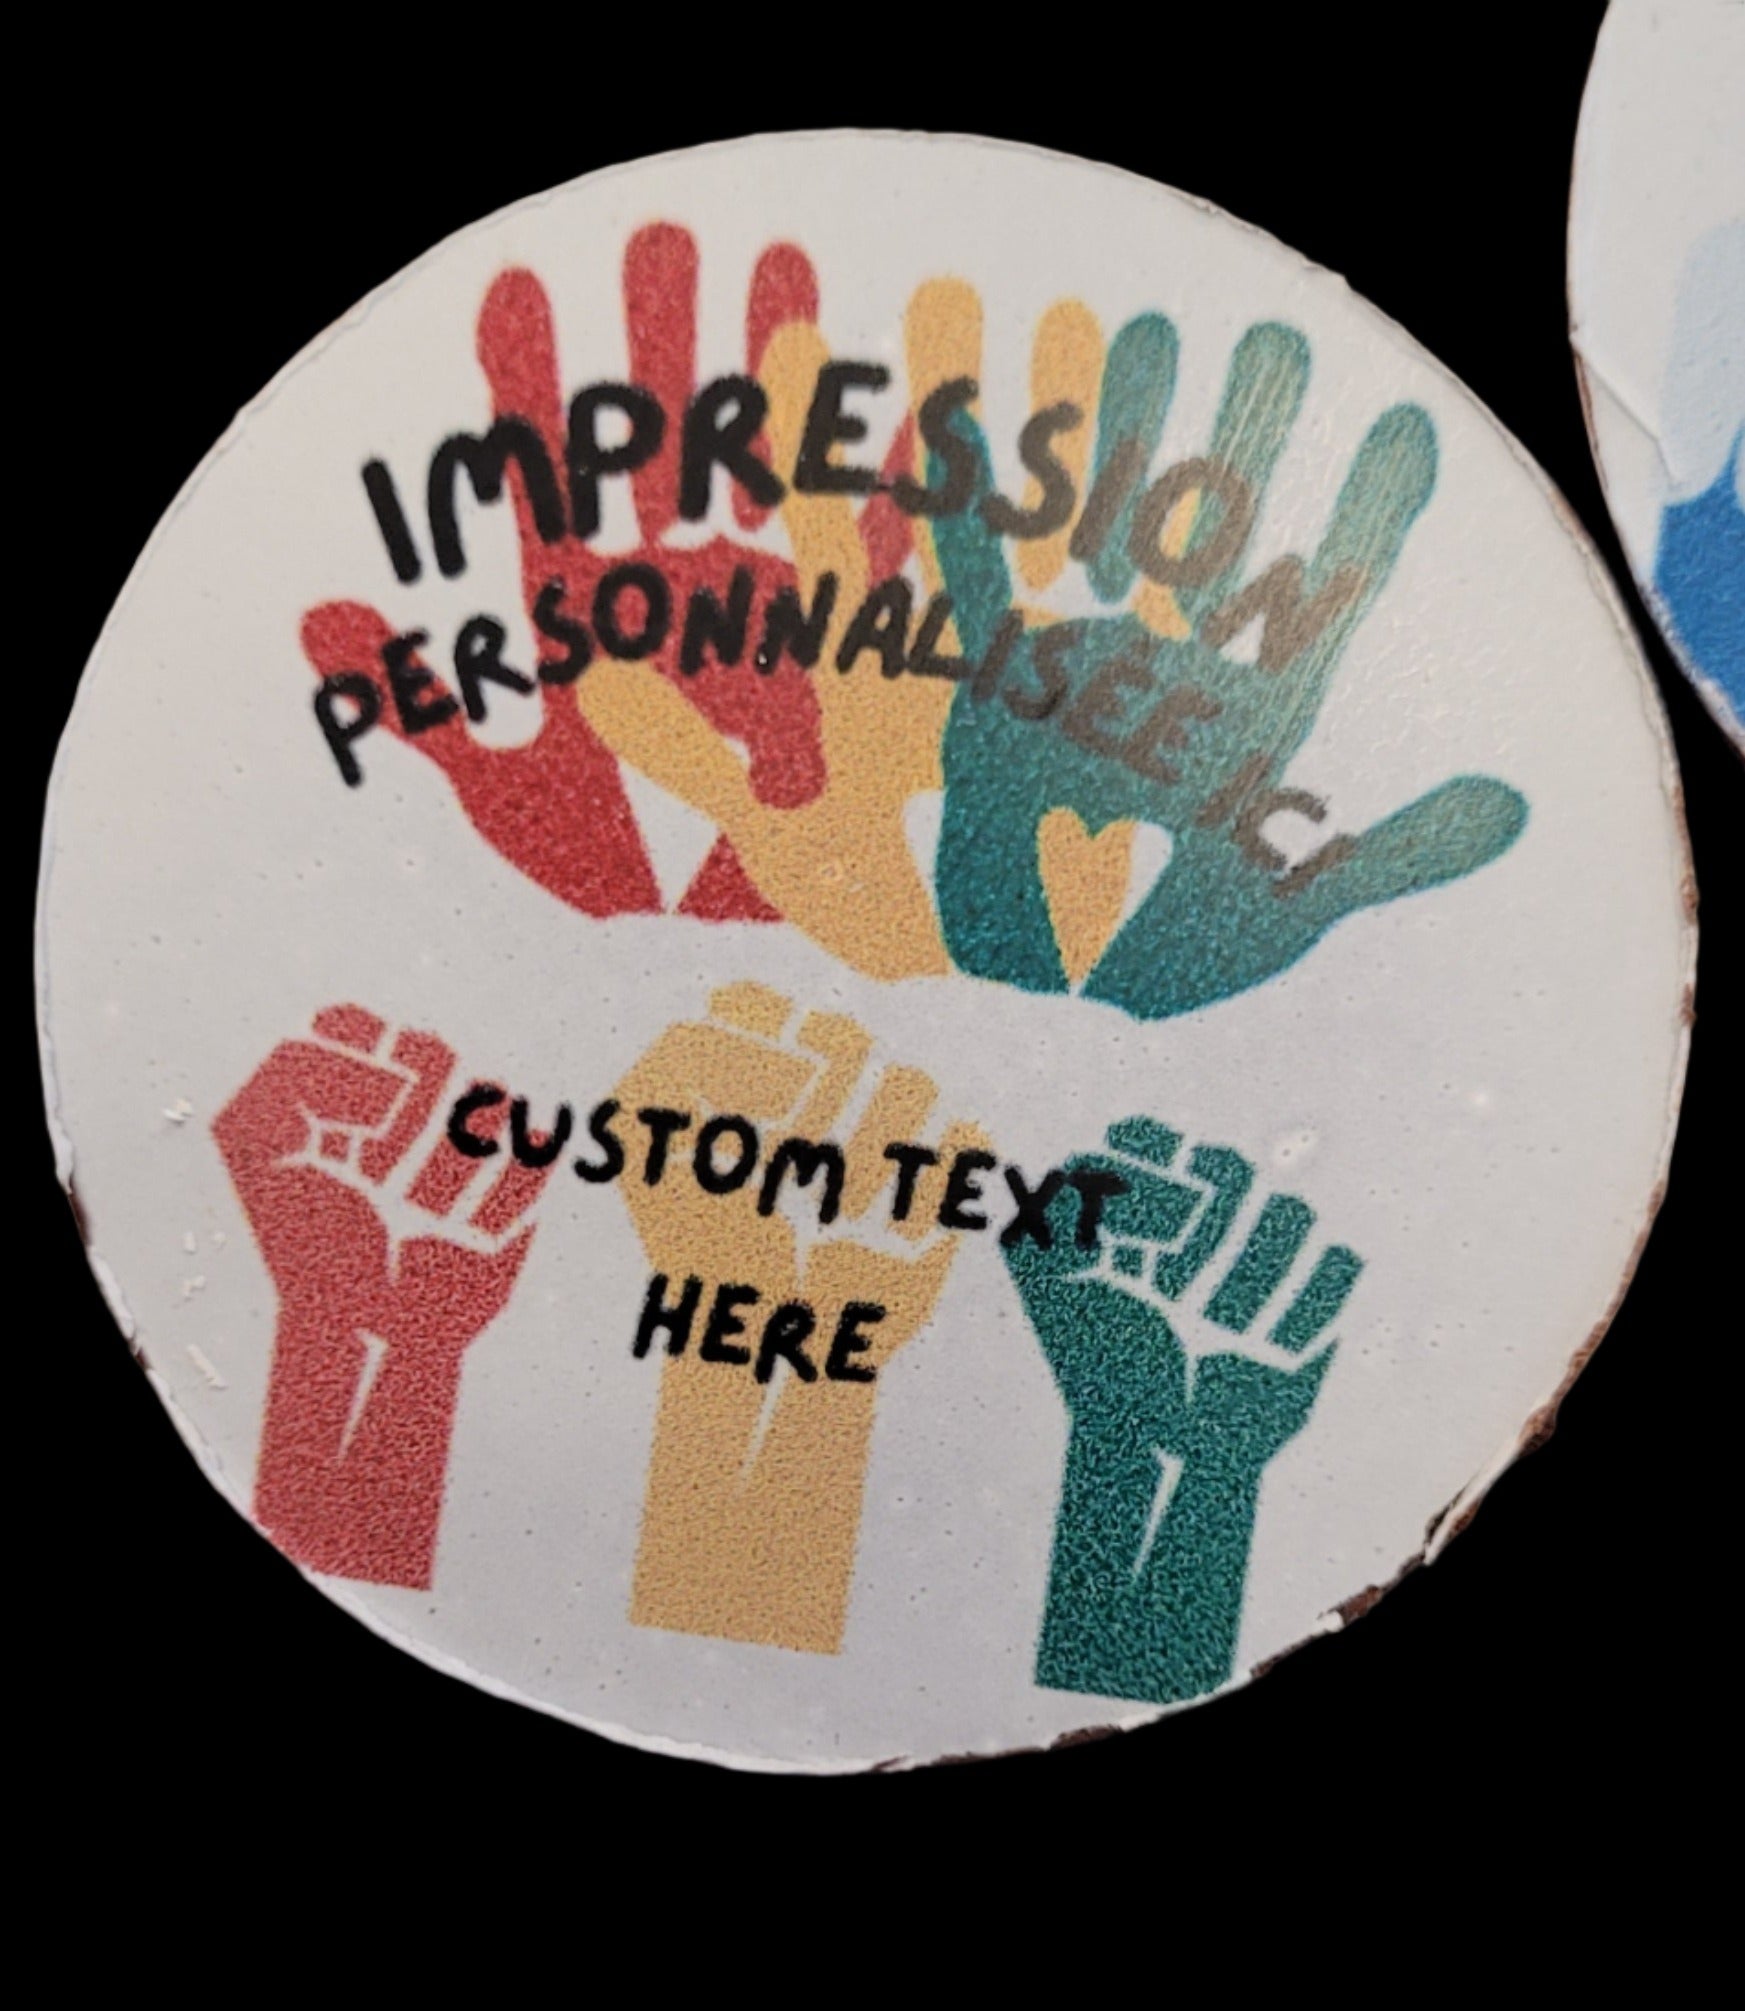 IMPRESSION
PERSONNALISEE ICI
CUSTOM TEXT
HERE